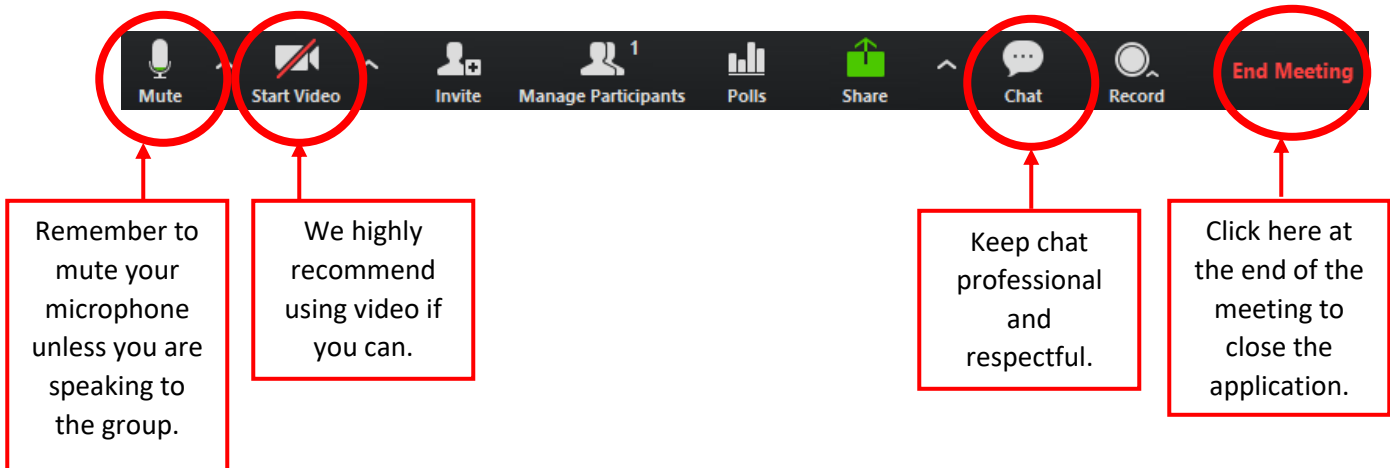 Mute
Start Video
Invite
Manage Participants
1
Polls
Share
Chat
Record
End Meeting
Remember to
mute your
microphone
unless you are
speaking to
the group.
We highly
recommend
using video if
you can.
Keep chat
professional
and
respectful.
Click here at
the end of the
meeting to
close the
application.